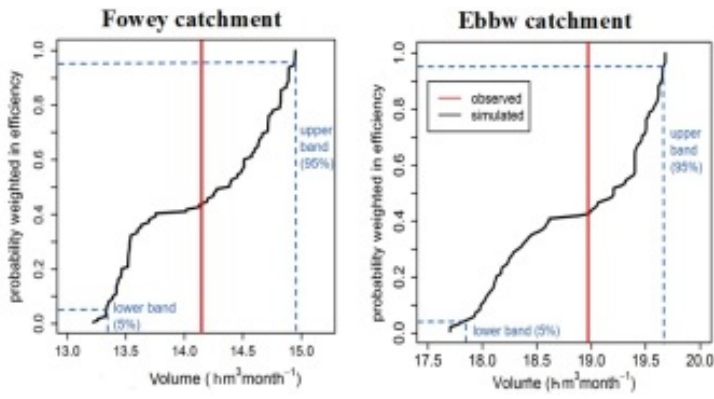 Fowey catchment
probability weighted in efficiency
0.0 0.2 0.4 0.6 0.8 1.0
upper
band
(95%)
lower band
(5%)
13.0 13.5 14.0 14.5 15.0
Volume (hm³month⁻¹)
Ebbw catchment
probability weighted in efficiency
0.0 0.2 0.4 0.6 0.8 1.0
observed
simulated
upper
band
(95%)
lower band (5%)
17.5 18.0 18.5 19.0 19.5 20.0
Volume (hm³month⁻¹)